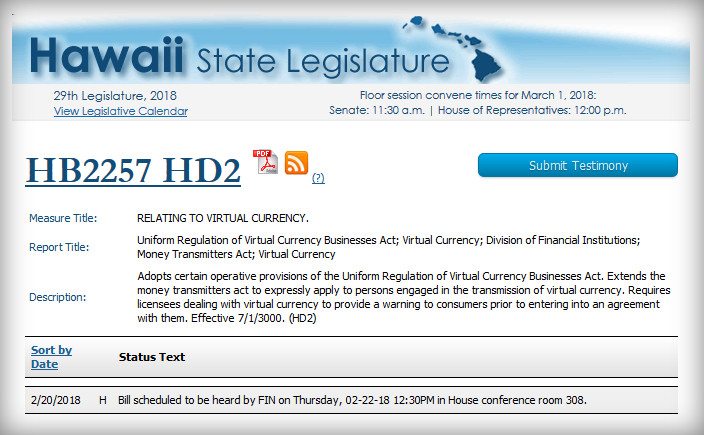 Hawaii State Legislature
29th Legislature, 2018
View Legislative Calendar
Floor session convene times for March 1, 2018:
Senate: 11:30 a.m. | House of Representatives: 12:00 p.m.
HB2257 HD2 PDF (?)
Submit Testimony
Measure Title: RELATING TO VIRTUAL CURRENCY.
Report Title: Uniform Regulation of Virtual Currency Businesses Act; Virtual Currency; Division of Financial Institutions;
Money Transmitters Act; Virtual Currency
Description: Adopts certain operative provisions of the Uniform Regulation of Virtual Currency Businesses Act. Extends the
money transmitters act to expressly apply to persons engaged in the transmission of virtual currency. Requires
licensees dealing with virtual currency to provide a warning to consumers prior to entering into an agreement
with them. Effective 7/1/3000. (HD2)
Sort by
Date
Status Text
2/20/2018 H Bill scheduled to be heard by FIN on Thursday, 02-22-18 12:30PM in House conference room 308.